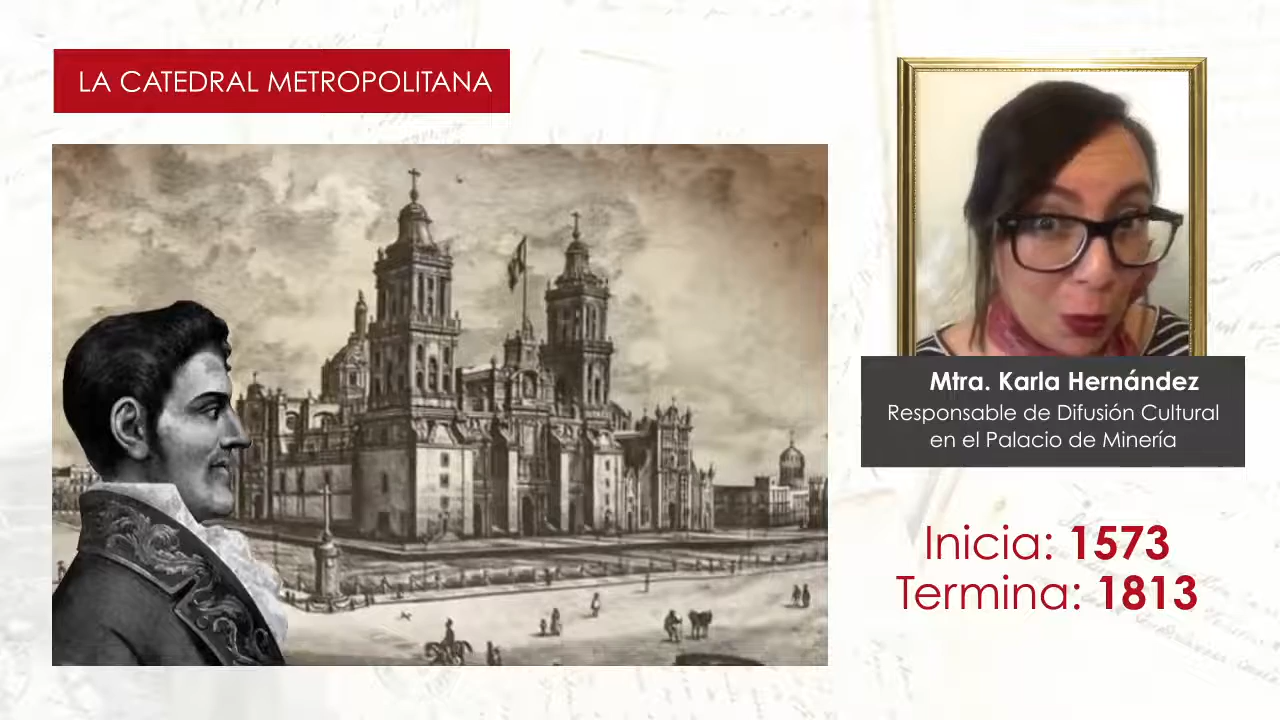 LA CATEDRAL METROPOLITANA
Mtra. Karla Hernández
Responsable de Difusión Cultural
en el Palacio de Minería
Inicia: 1573
Termina: 1813